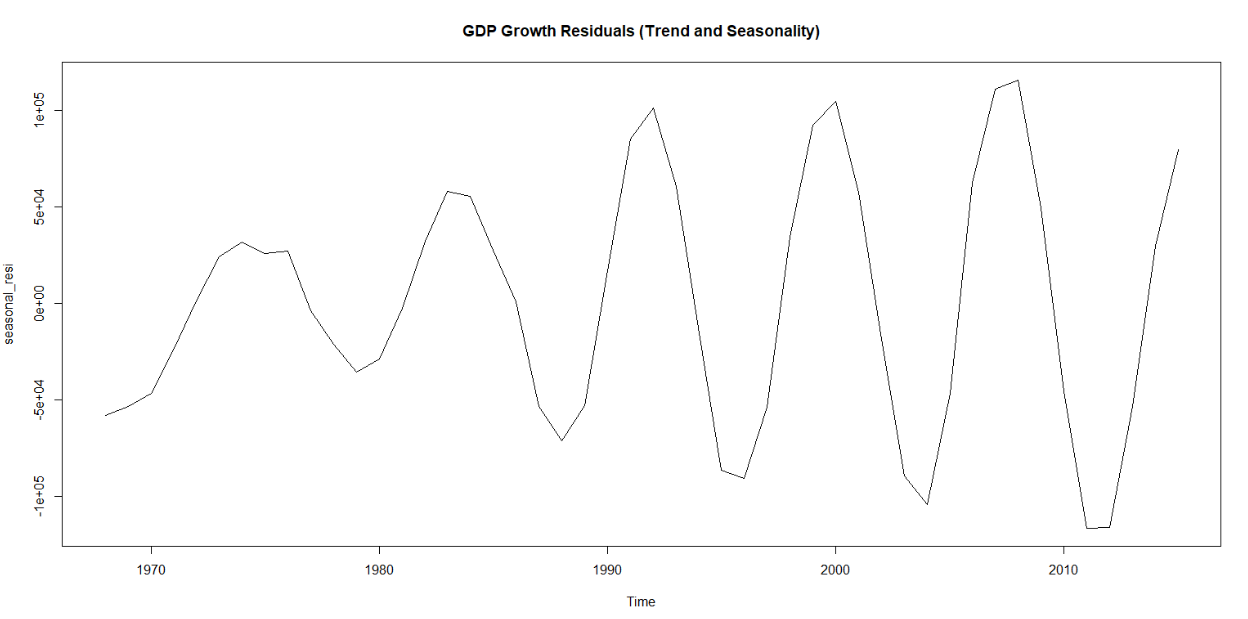 GDP Growth Residuals (Trend and Seasonality)
seasonal_resi
1e+05
5e+04
0e+00
-5e+04
-1e+05
1970 1980 1990 2000 2010
Time